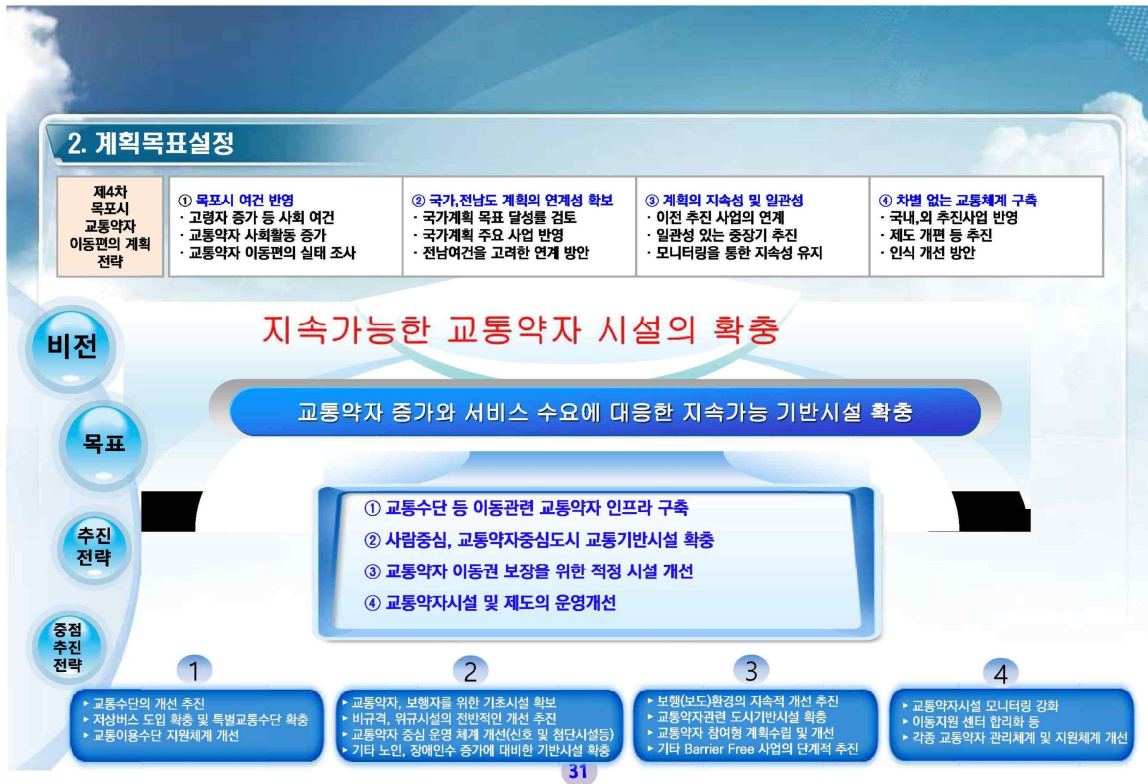 2. 계획목표설정
제4차
목포시
교통약자
이동편의 계획
전략
① 목포시 여건 반영
· 고령자 증가 등 사회 여건
· 교통약자 사회활동 증가
· 교통약자 이동편의 실태 조사
② 국가,전남도 계획의 연계성 확보
· 국가계획 목표 달성률 검토
· 국가계획 주요 사업 반영
· 전남여건을 고려한 연계 방안
③ 계획의 지속성 및 일관성
· 이전 추진 사업의 연계
· 일관성 있는 중장기 추진
· 모니터링을 통한 지속성 유지
④ 차별 없는 교통체계 구축
· 국내,외 추진사업 반영
· 제도 개편 등 추진
· 인식 개선 방안
비전
지속가능한 교통약자 시설의 확충
목표
교통약자 증가와 서비스 수요에 대응한 지속가능 기반시설 확충
추진
전략
① 교통수단 등 이동관련 교통약자 인프라 구축
② 사람중심, 교통약자중심도시 교통기반시설 확충
③ 교통약자 이동권 보장을 위한 적정 시설 개선
④ 교통약자시설 및 제도의 운영개선
중점
추진
전략
1
▸ 교통수단의 개선 추진
▸ 저상버스 도입 확충 및 특별교통수단 확충
▸ 교통이용수단 지원체계 개선
2
▸ 교통약자, 보행자를 위한 기초시설 확보
▸ 비규격, 위규시설의 전반적인 개선 추진
▸ 교통약자 중심 운영 체계 개선(신호 및 첨단시설등)
▸ 기타 노인, 장애인수 증가에 대비한 기반시설 확충
3
▸ 보행(보도)환경의 지속적 개선 추진
▸ 교통약자관련 도시기반시설 확충
▸ 교통약자 참여형 계획수립 및 개선
▸ 기타 Barrier Free 사업의 단계적 추진
4
▸ 교통약자시설 모니터링 강화
▸ 이동지원 센터 합리화 등
▸ 각종 교통약자 관리체계 및 지원체계 개선
31